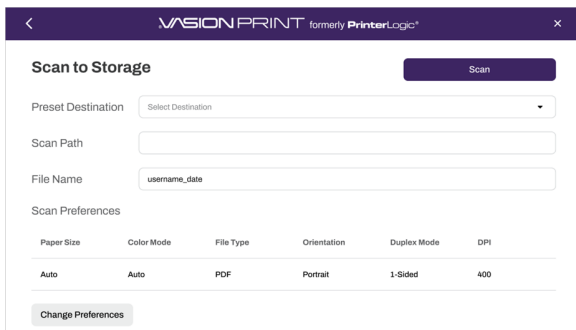 VASION PRINT formerly PrinterLogic®
Scan to Storage
Scan
Preset Destination Select Destination
Scan Path
File Name username_date
Scan Preferences
Paper Size Color Mode File Type Orientation Duplex Mode DPI
Auto Auto PDF Portrait 1-Sided 400
Change Preferences